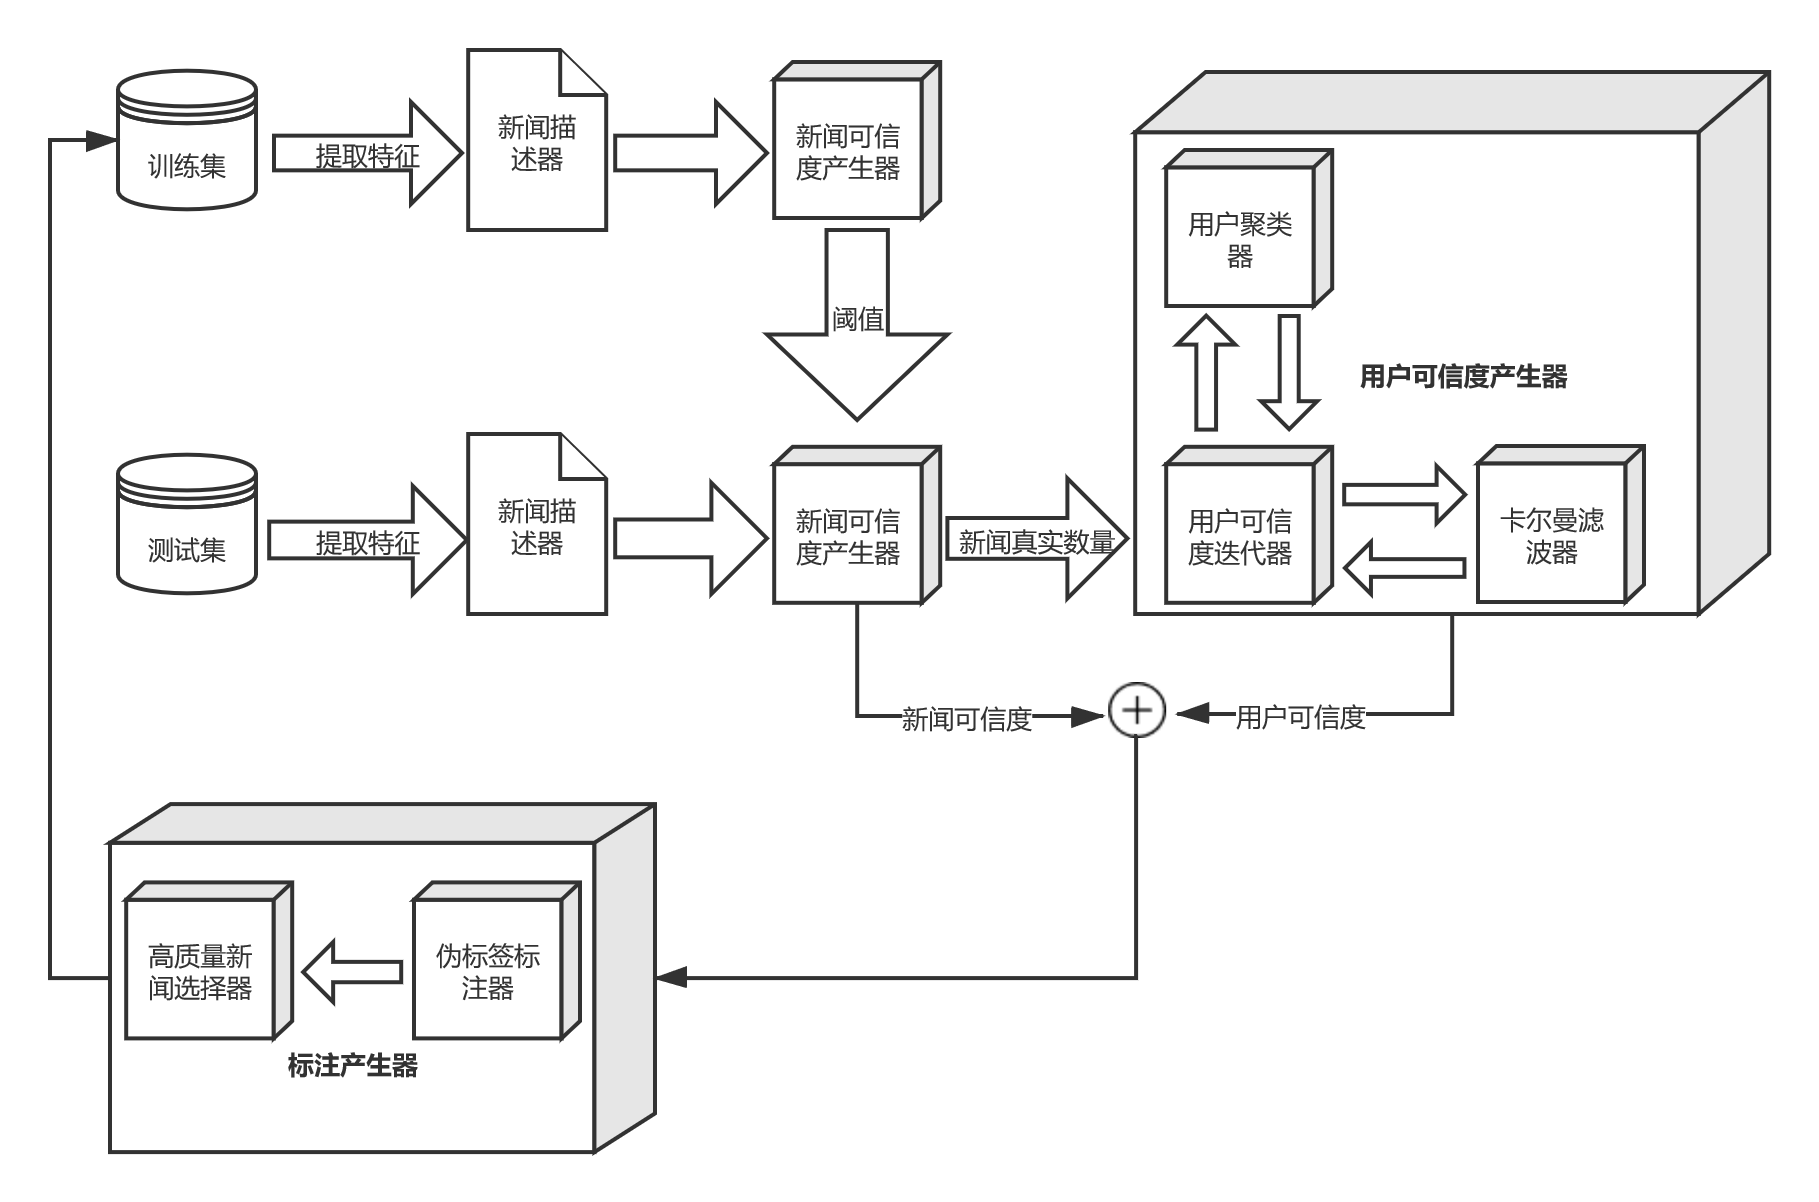 训练集
提取特征
新闻描
述器
新闻可信
度产生器
用户聚类
器
阈值
用户可信度产生器
测试集
提取特征
新闻描
述器
新闻可信
度产生器
新闻真实数量
用户可信
度迭代器
卡尔曼滤
波器
新闻可信度
用户可信度
高质量新
闻选择器
伪标签标
注器
标注产生器